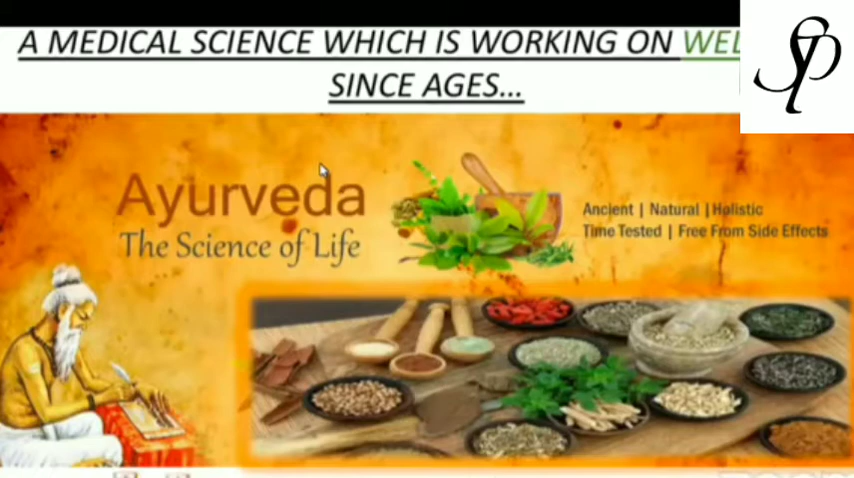 A MEDICAL SCIENCE WHICH IS WORKING ON
SINCE AGES...
Ayurveda
The Science of Life
Ancient | Natural | Holistic
Time Tested | Free From Side Effects